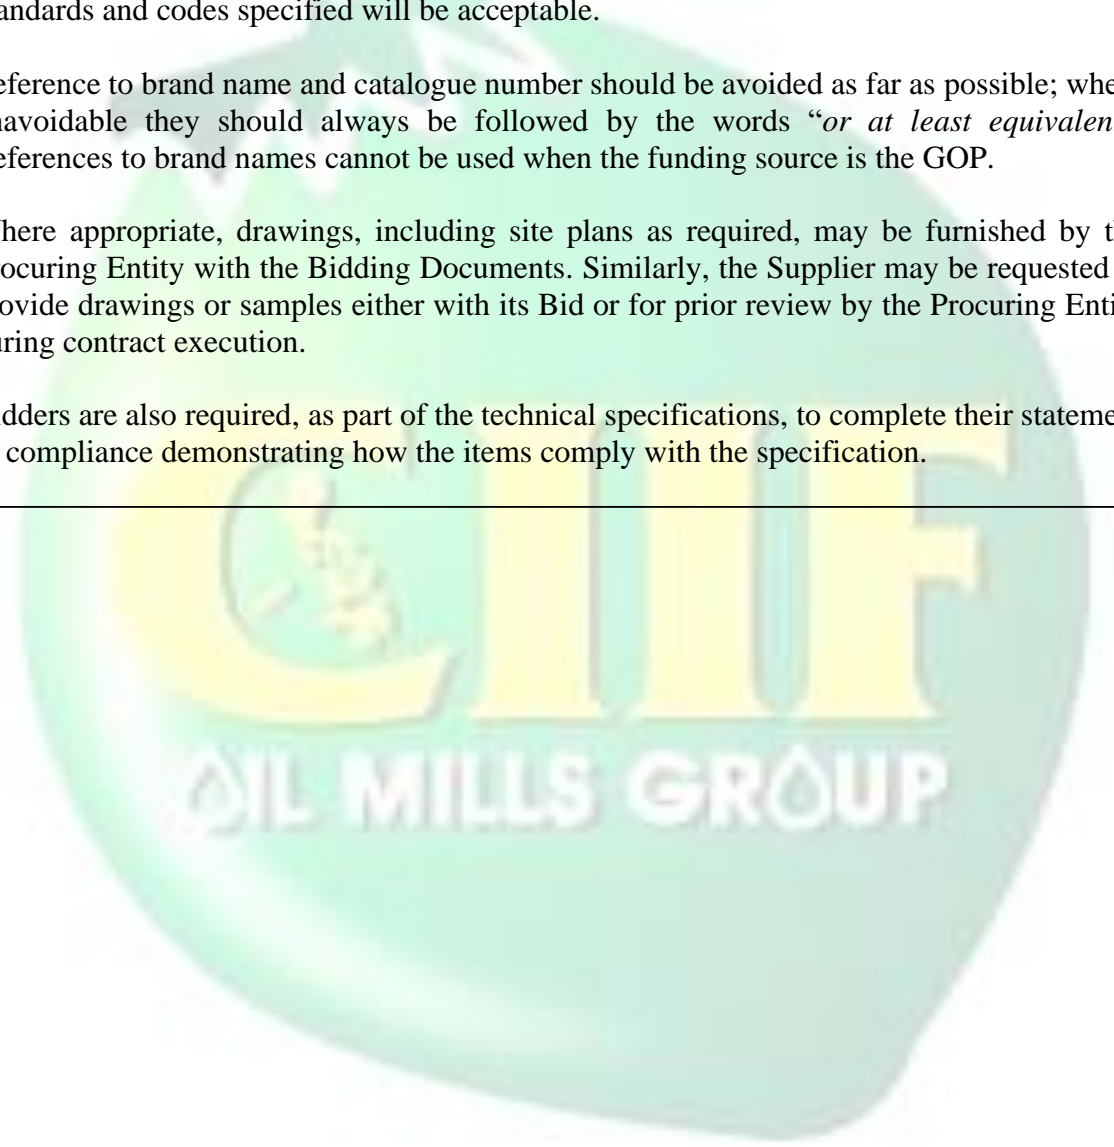 andards and codes specified will be acceptable.
eference to brand name and catalogue number should be avoided as far as possible; whe
navoidable they should always be followed by the words “or at least equivalen
eferences to brand names cannot be used when the funding source is the GOP.
here appropriate, drawings, including site plans as required, may be furnished by t
rocuring Entity with the Bidding Documents. Similarly, the Supplier may be requested
ovide drawings or samples either with its Bid or for prior review by the Procuring Enti
uring contract execution.
dders are also required, as part of the technical specifications, to complete their stateme
compliance demonstrating how the items comply with the specification.
CIIF
OIL MILLS GROUP